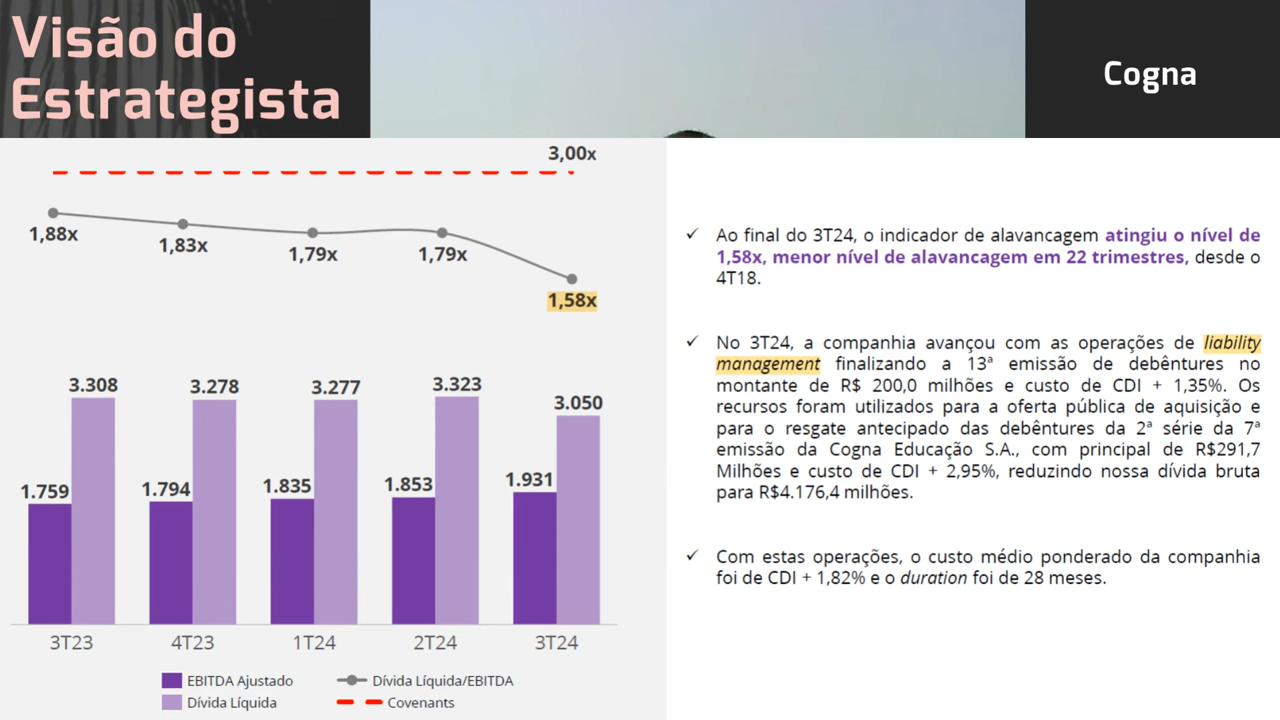 Visão do
Estrategista
Cogna
3,00x
1,88x
1,83x
1,79x
1,79x
1,58x
3.308
3.278
3.277
3.323
3.050
1.759
1.794
1.835
1.853
1.931
3T23
4T23
1T24
2T24
3T24
EBITDA Ajustado
Dívida Líquida/EBITDA
Dívida Líquida
Covenants
✓ Ao final do 3T24, o indicador de alavancagem atingiu o nível de
1,58x, menor nível de alavancagem em 22 trimestres, desde o
4T18.
✓ No 3T24, a companhia avançou com as operações de liability
management finalizando a 13ª emissão de debêntures no
montante de R$ 200,0 milhões e custo de CDI + 1,35%. Os
recursos foram utilizados para a oferta pública de aquisição e
para o resgate antecipado das debêntures da 2ª série da 7ª
emissão da Cogna Educação S.A., com principal de R$291,7
Milhões e custo de CDI + 2,95%, reduzindo nossa dívida bruta
para R$4.176,4 milhões.
✓ Com estas operações, o custo médio ponderado da companhia
foi de CDI + 1,82% e o duration foi de 28 meses.